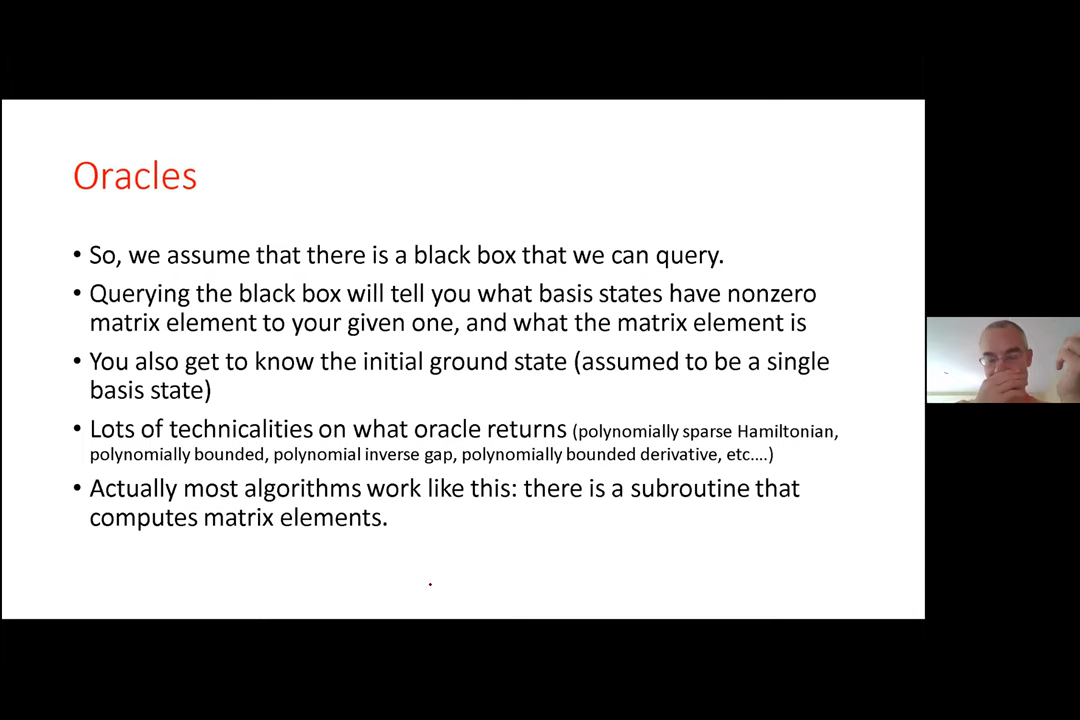 Oracles
• So, we assume that there is a black box that we can query.
• Querying the black box will tell you what basis states have nonzero
matrix element to your given one, and what the matrix element is
• You also get to know the initial ground state (assumed to be a single
basis state)
• Lots of technicalities on what oracle returns (polynomially sparse Hamiltonian,
polynomially bounded, polynomial inverse gap, polynomially bounded derivative, etc....)
• Actually most algorithms work like this: there is a subroutine that
computes matrix elements.